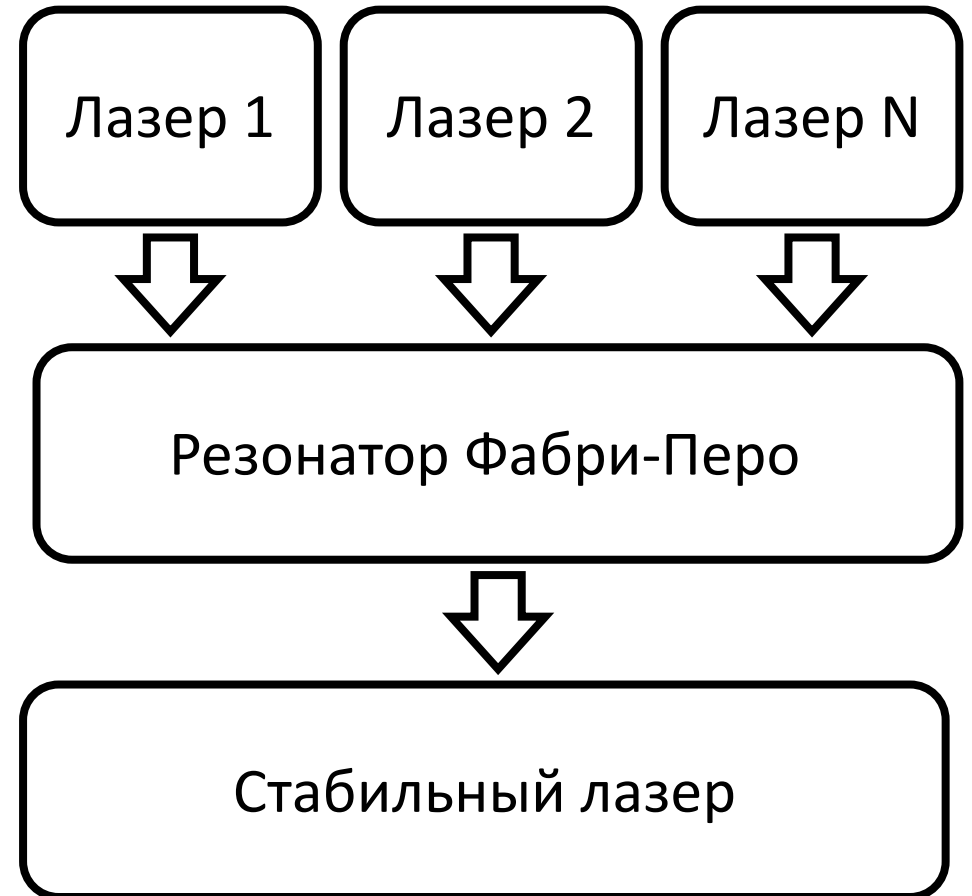 Лазер 1
Лазер 2
Лазер N
Резонатор Фабри-Перо
Стабильный лазер